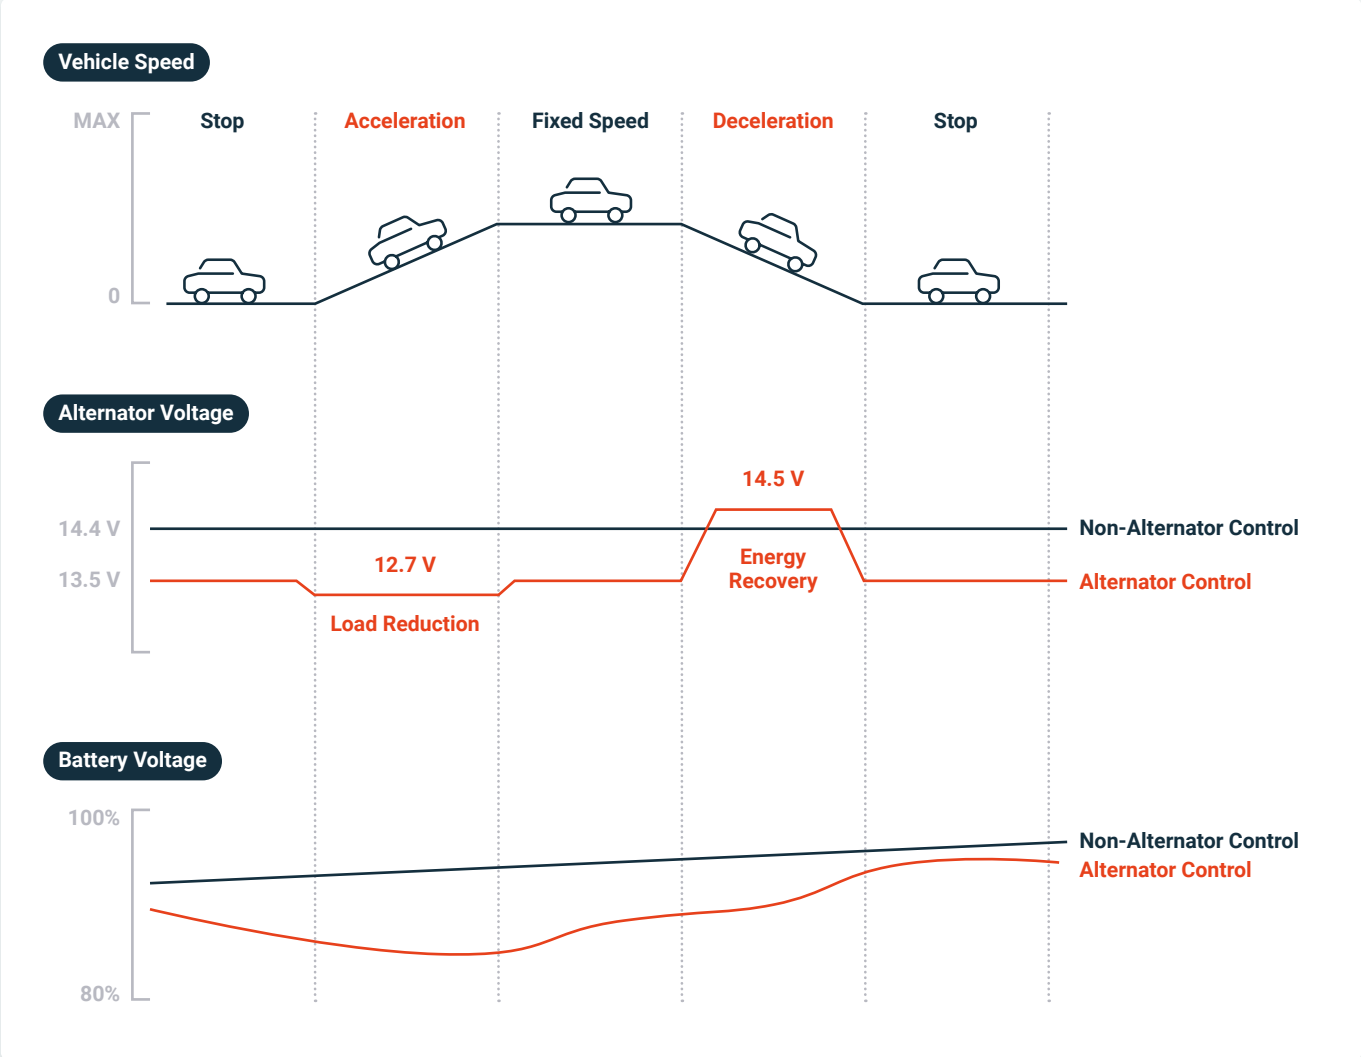 Vehicle Speed
MAX
Stop
Acceleration
Fixed Speed
Deceleration
Stop
0
Alternator Voltage
14.5 V
14.4 V
Non-Alternator Control
12.7 V
Energy
Recovery
13.5 V
Alternator Control
Load Reduction
Battery Voltage
100%
Non-Alternator Control
Alternator Control
80%